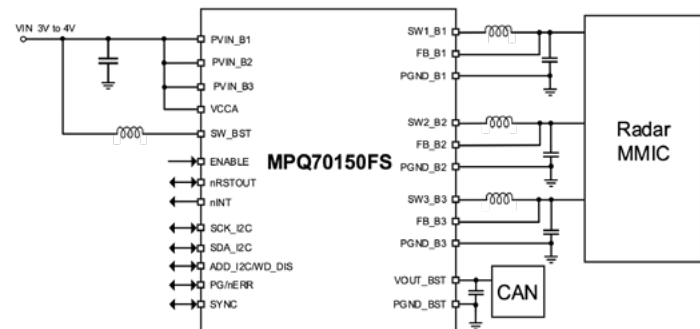 VIN 3V to 4V
PVIN_B1
PVIN_B2
PVIN_B3
VCCA
SW_BST
ENABLE
nRSTOUT
nINT
SCK_I2C
SDA_I2C
ADD_I2C/WD_DIS
PG/nERR
SYNC
MPQ70150FS
SW1_B1
FB_B1
PGND_B1
SW2_B2
FB_B2
PGND_B2
SW3_B3
FB_B3
PGND_B3
VOUT_BST
PGND_BST
Radar
MMIC
CAN